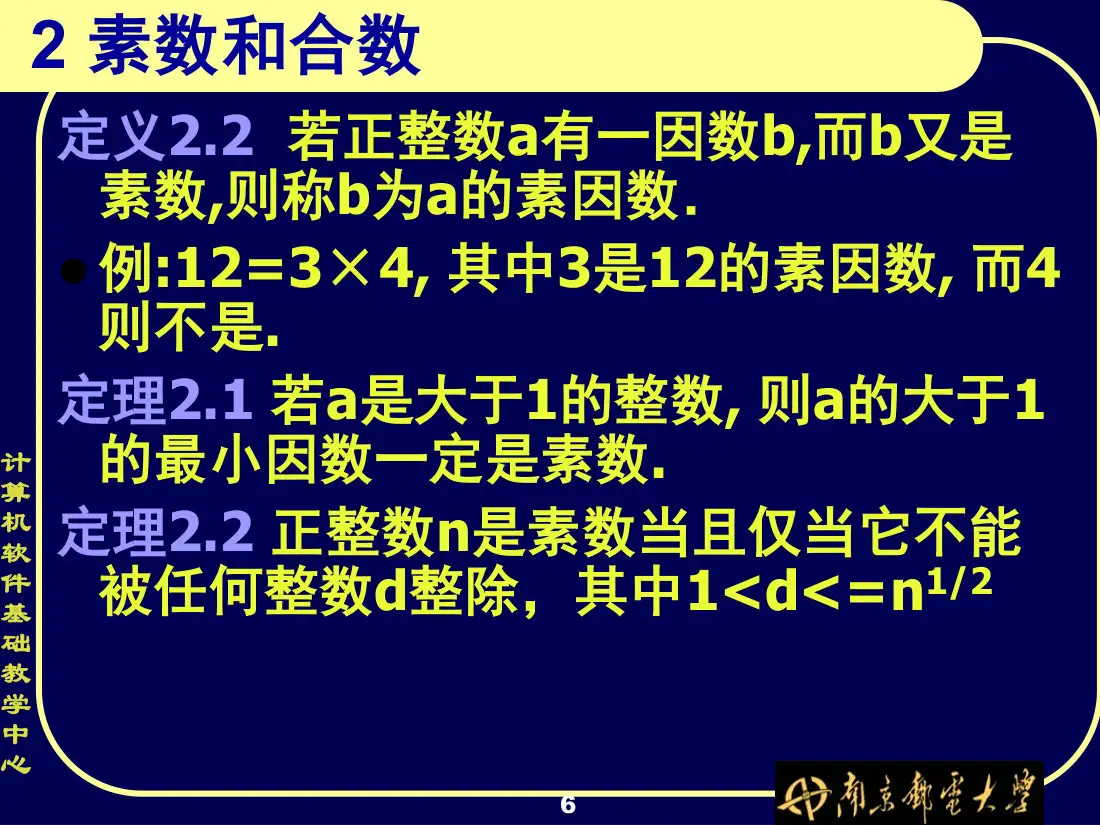 2 素数和合数
定义2.2 若正整数a有一因数b,而b又是
素数,则称b为a的素因数.
例:12=3×4, 其中3是12的素因数, 而4
则不是.
定理2.1 若a是大于1的整数, 则a的大于1
的最小因数一定是素数.
定理2.2 正整数n是素数当且仅当它不能
被任何整数d整除，其中1<d<=n^1/2
计算机软件基础教学中心
6
南京郵電大学